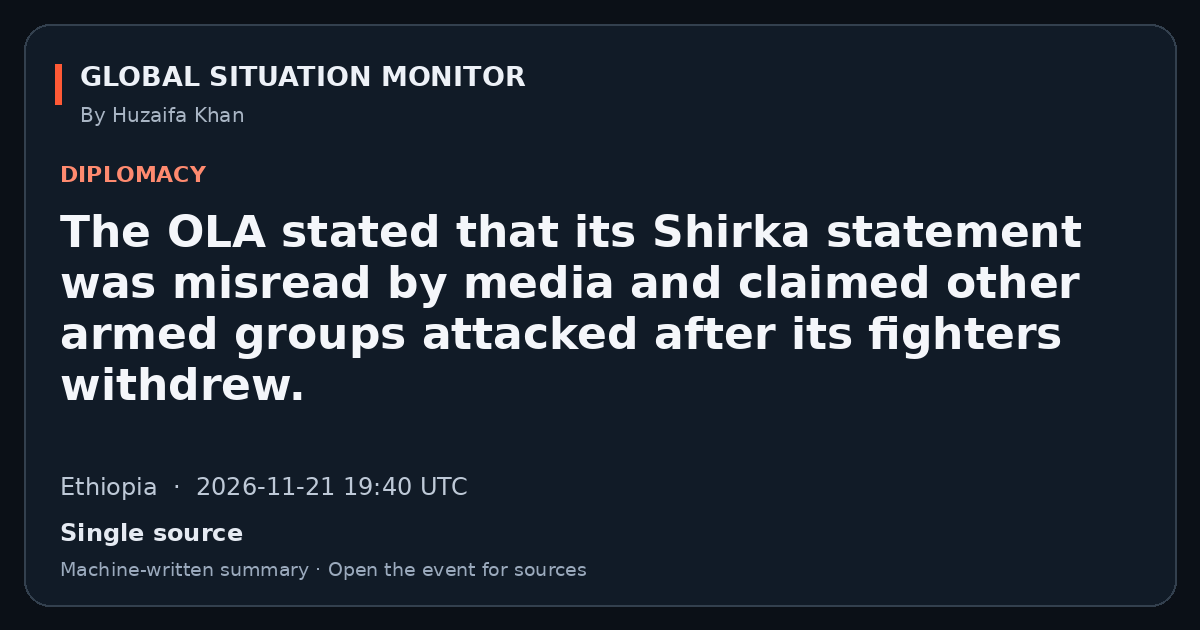 GLOBAL SITUATION MONITOR
By Huzaifa Khan
DIPLOMACY
The OLA stated that its Shirka statement
was misread by media and claimed other
armed groups attacked after its fighters
withdrew.
Ethiopia · 2026-11-21 19:40 UTC
Single source
Machine-written summary · Open the event for sources